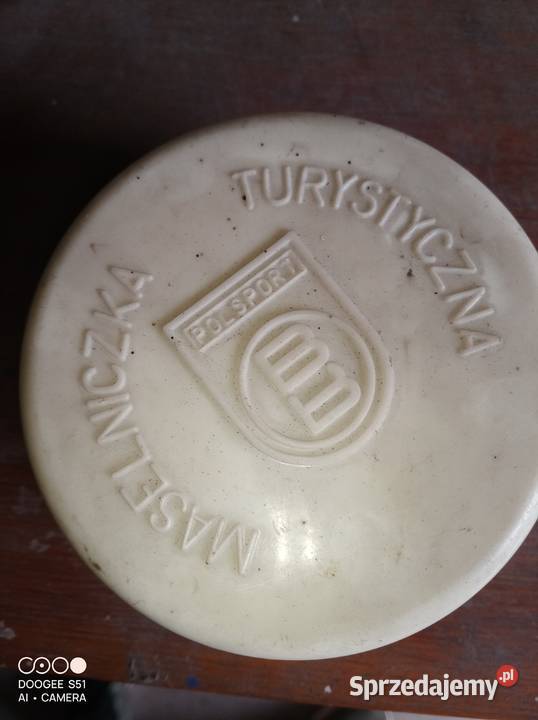 MASELNICZKA TURYSTYCZNA
POLSPORT
DOOGEE S51
AI • CAMERA
Sprzedajemy.pl